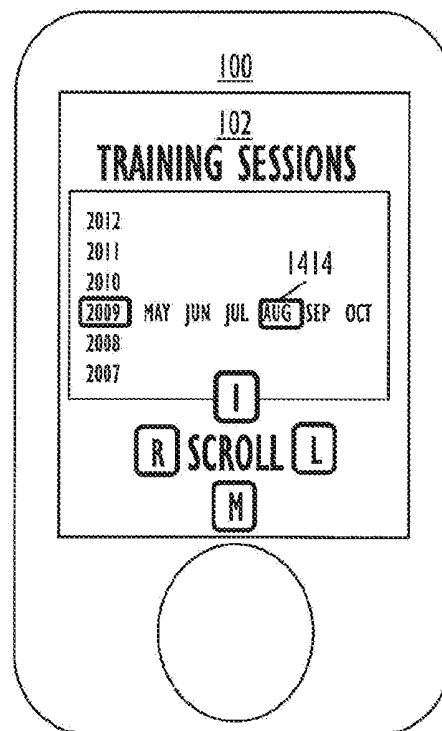 100
102
TRAINING SESSIONS
2012
2011
1414
2010
2009 MAY JUN JUL AUG SEP OCT
2008
2007
I
R SCROLL L
M